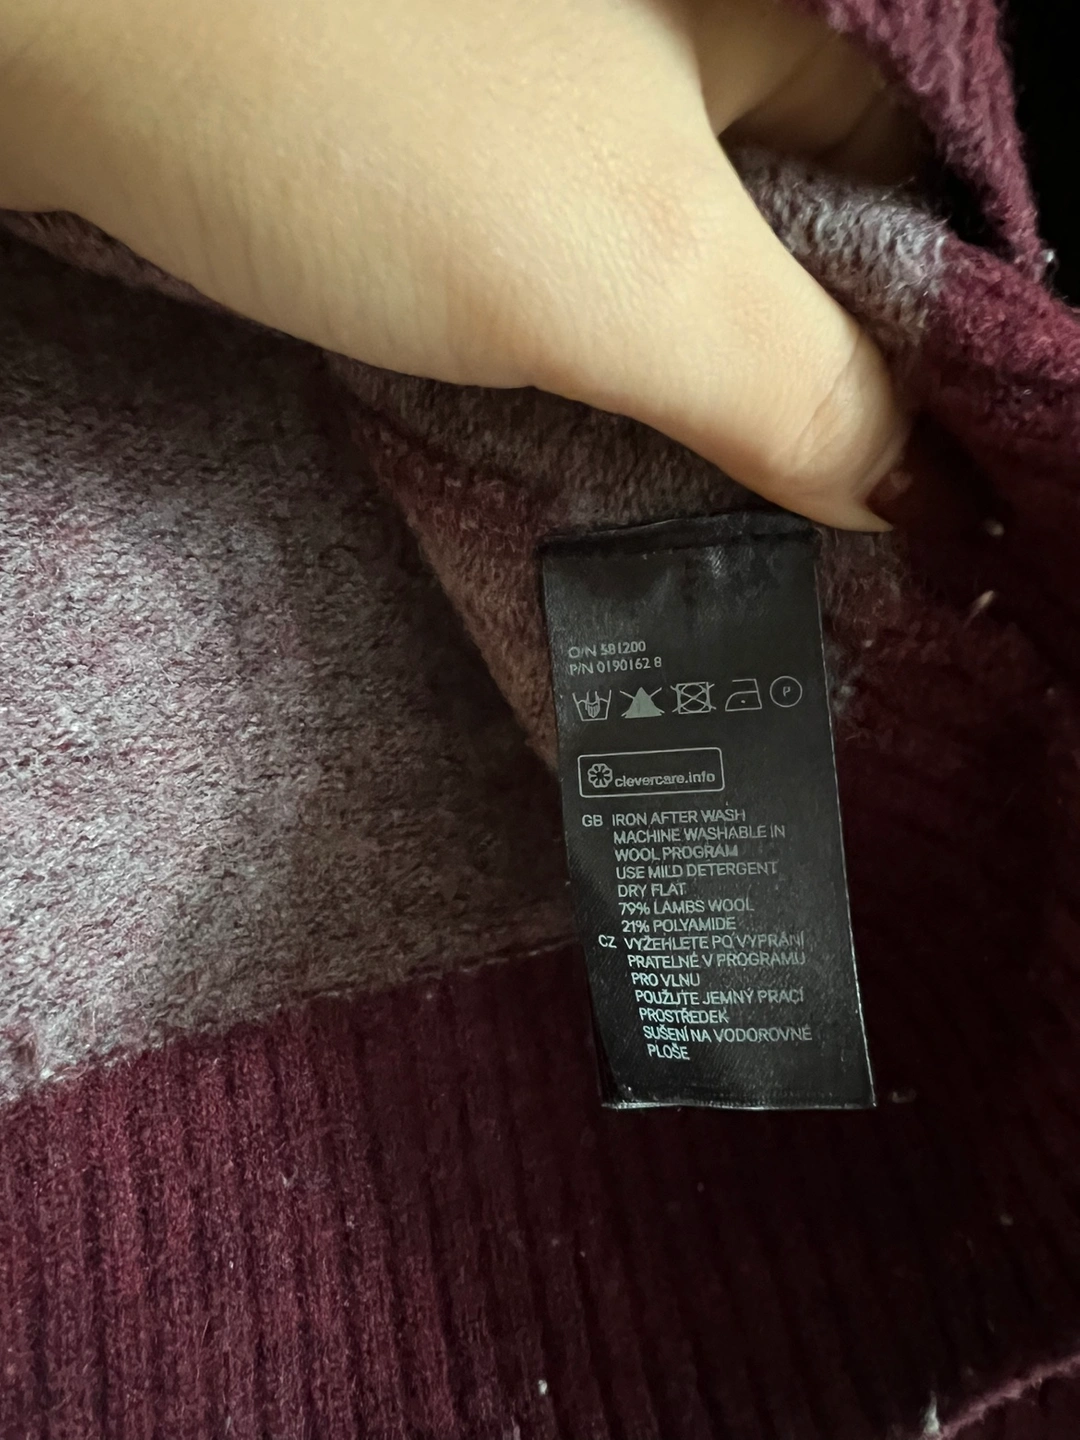 O/N 581200
P/N 0190162 8
P
clevercare.info
GB IRON AFTER WASH
MACHINE WASHABLE IN
WOOL PROGRAM
USE MILD DETERGENT
DRY FLAT
79% LAMBS WOOL
21% POLYAMIDE
CZ VYŽEHLETE PO VYPRÁNÍ
PRATELNÉ V PROGRAMU
PRO VLNU
POUŽIJTE JEMNÝ PRACÍ
PROSTŘEDEK
SUŠENÍ NA VODOROVNÉ
PLOŠE